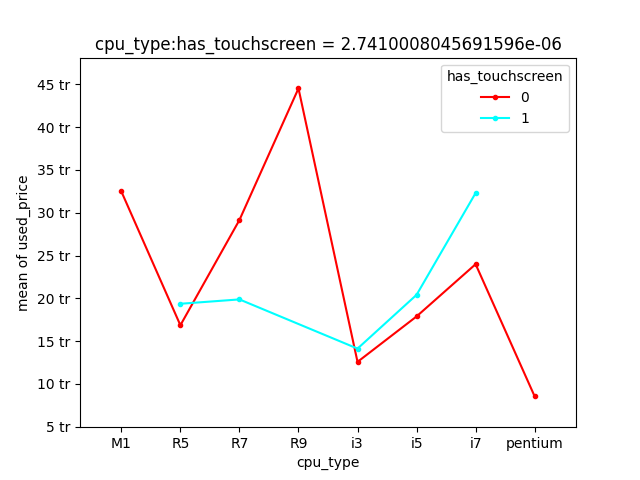 cpu_type:has_touchscreen = 2.7410008045691596e-06
has_touchscreen
0
1
45 tr
40 tr
35 tr
30 tr
25 tr
20 tr
15 tr
10 tr
5 tr
mean of used_price
M1 R5 R7 R9 i3 i5 i7 pentium
cpu_type